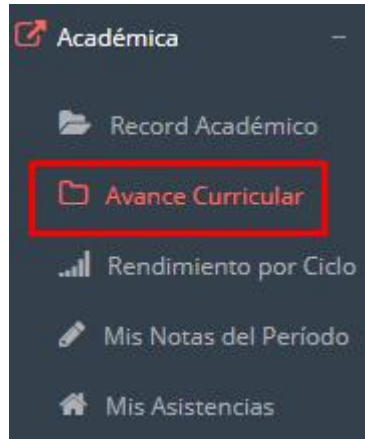 Académica
Record Académico
Avance Curricular
Rendimiento por Ciclo
Mis Notas del Período
Mis Asistencias